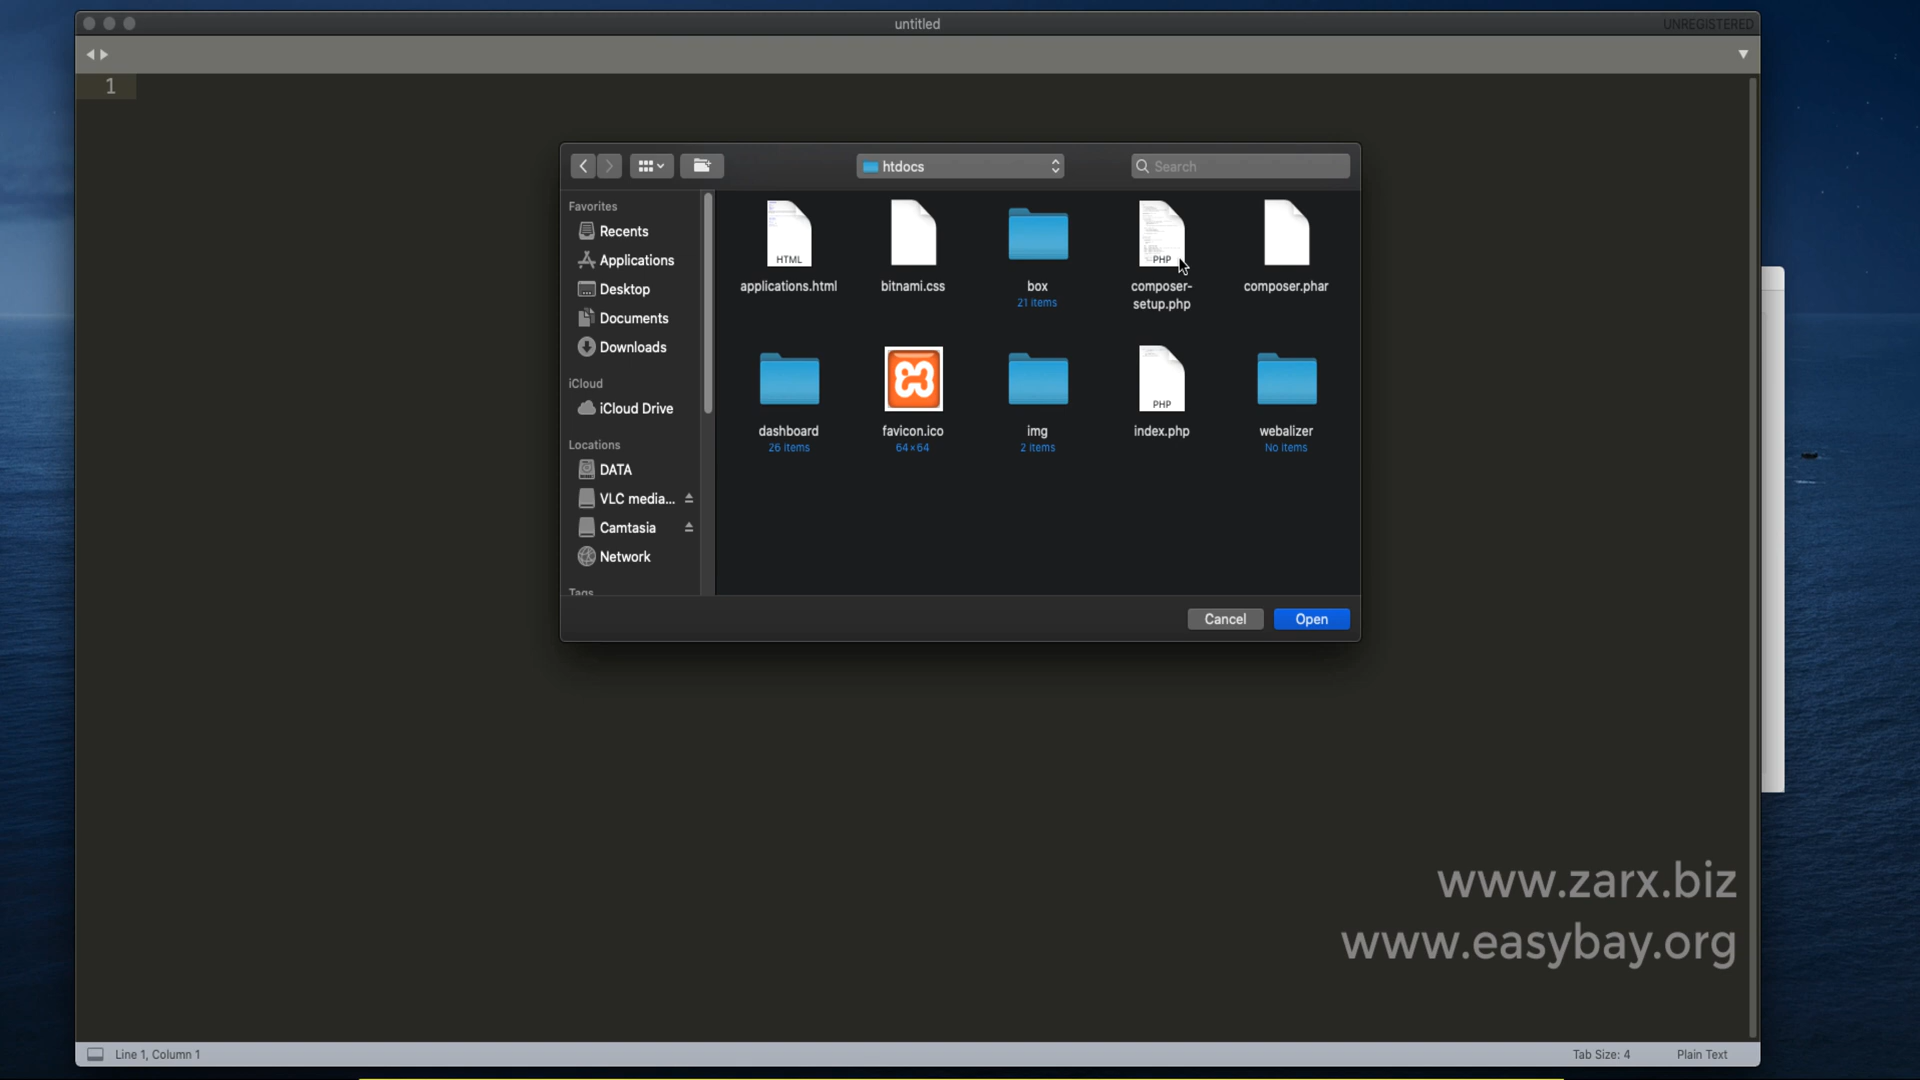 untitled
UNREGISTERED
1
htdocs
Search
Favorites
Recents
Applications
Desktop
Documents
Downloads
iCloud
iCloud Drive
Locations
DATA
VLC media...
Camtasia
Network
Tags
HTML
applications.html
bitnami.css
box
21 items
PHP
composer-
setup.php
composer.phar
dashboard
26 items
favicon.ico
64×64
img
2 items
PHP
index.php
webalizer
No items
Cancel
Open
www.zarx.biz
www.easybay.org
Line 1, Column 1
Tab Size: 4
Plain Text